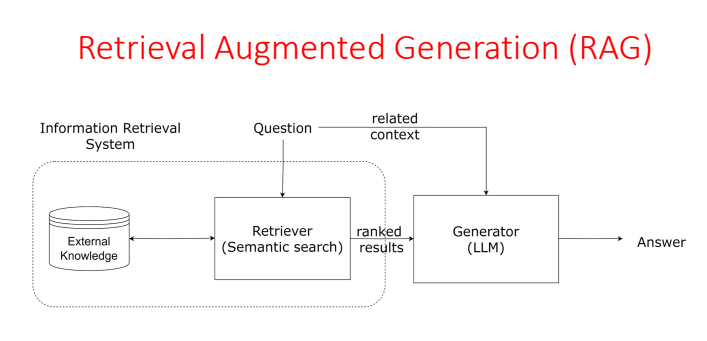 Retrieval Augmented Generation (RAG)
Information Retrieval
System
Question
related
context
External
Knowledge
Retriever
(Semantic search)
ranked
results
Generator
(LLM)
Answer